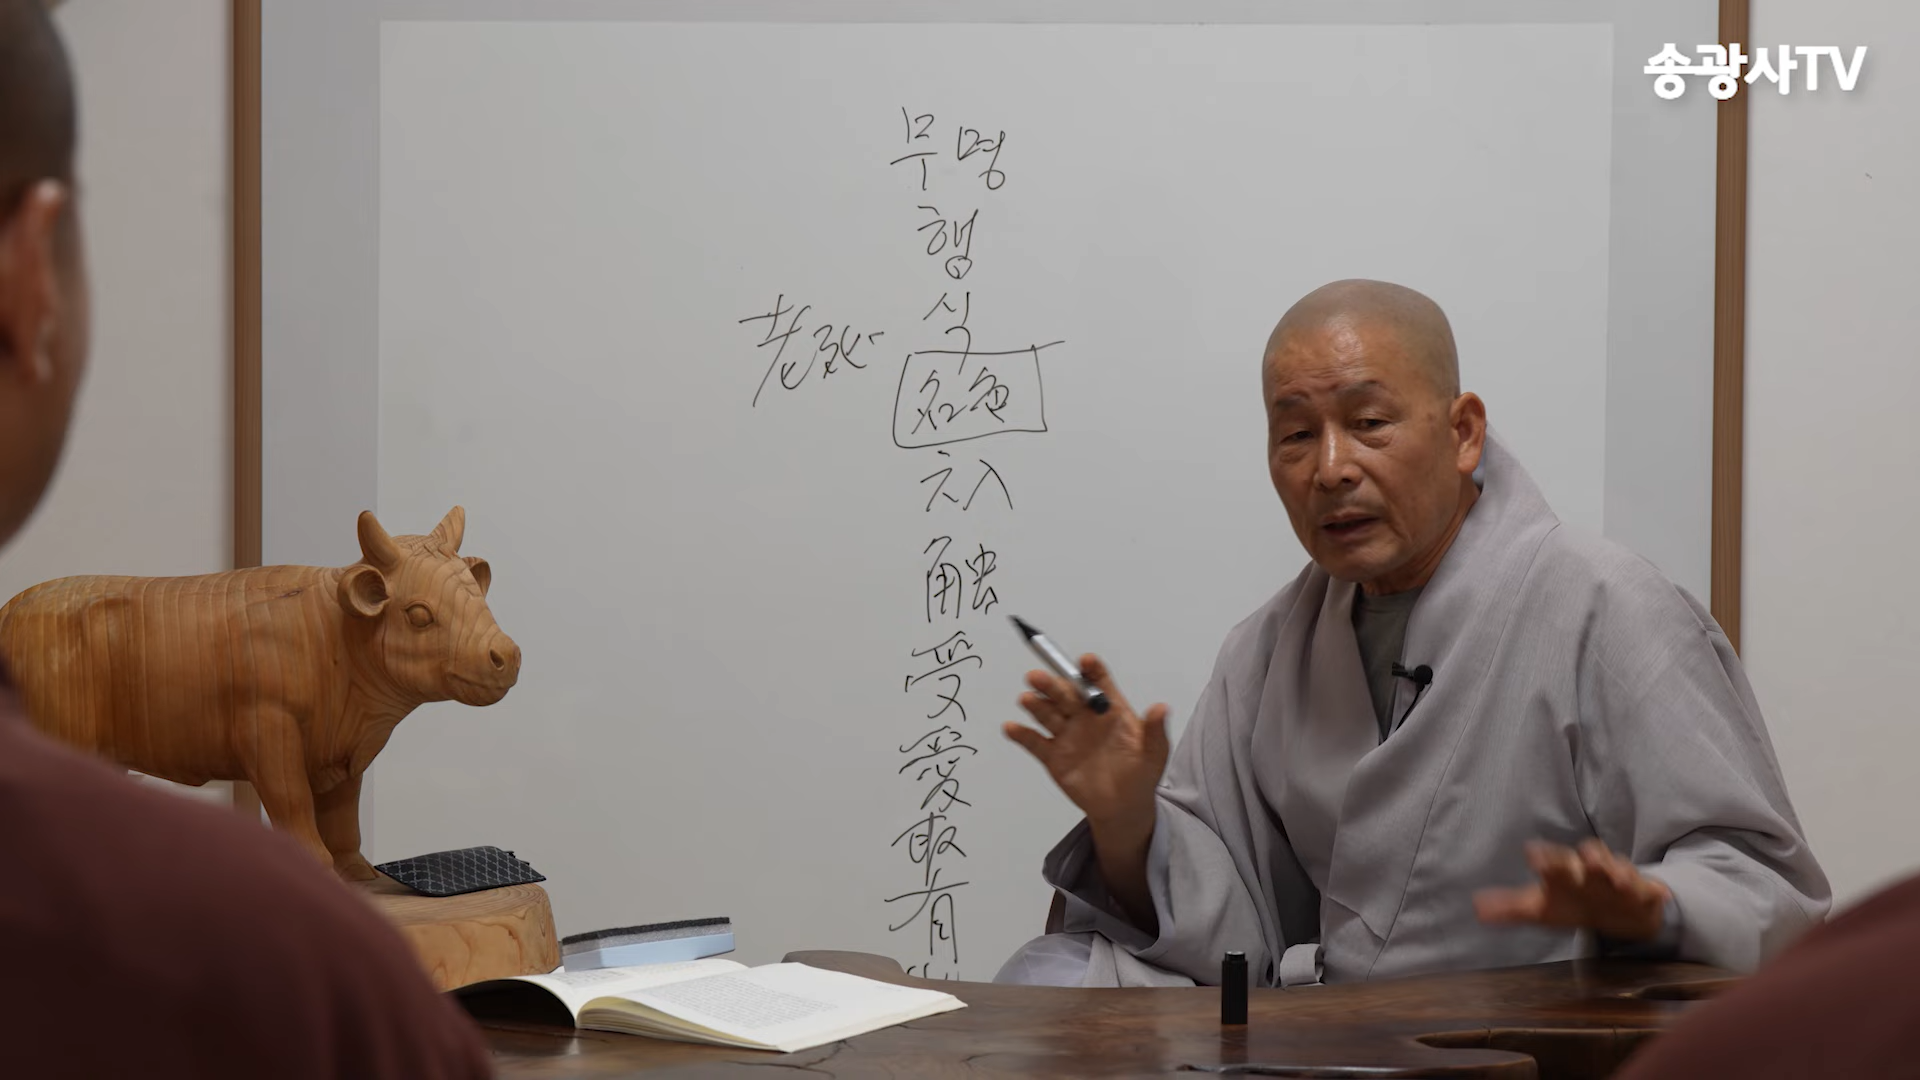 송광사TV
무명
행
식
名色
六入
觸
受
愛
取
有
老死